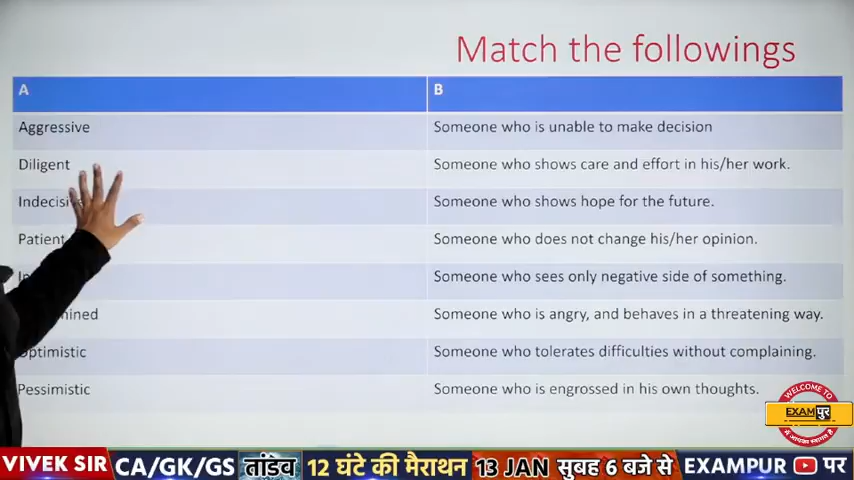 Match the followings
A B
Aggressive Someone who is unable to make decision
Diligent Someone who shows care and effort in his/her work.
Someone who shows hope for the future.
Patient Someone who does not change his/her opinion.
Someone who sees only negative side of something.
Someone who is angry, and behaves in a threatening way.
Optimistic Someone who tolerates difficulties without complaining.
Pessimistic Someone who is engrossed in his own thoughts.
WELCOME TO
EXAMपुर
में आपका स्वागत है
VIVEK SIR CA/GK/GS तांडव 12 घंटे की मैराथन 13 JAN सुबह 6 बजे से EXAMPUR पर